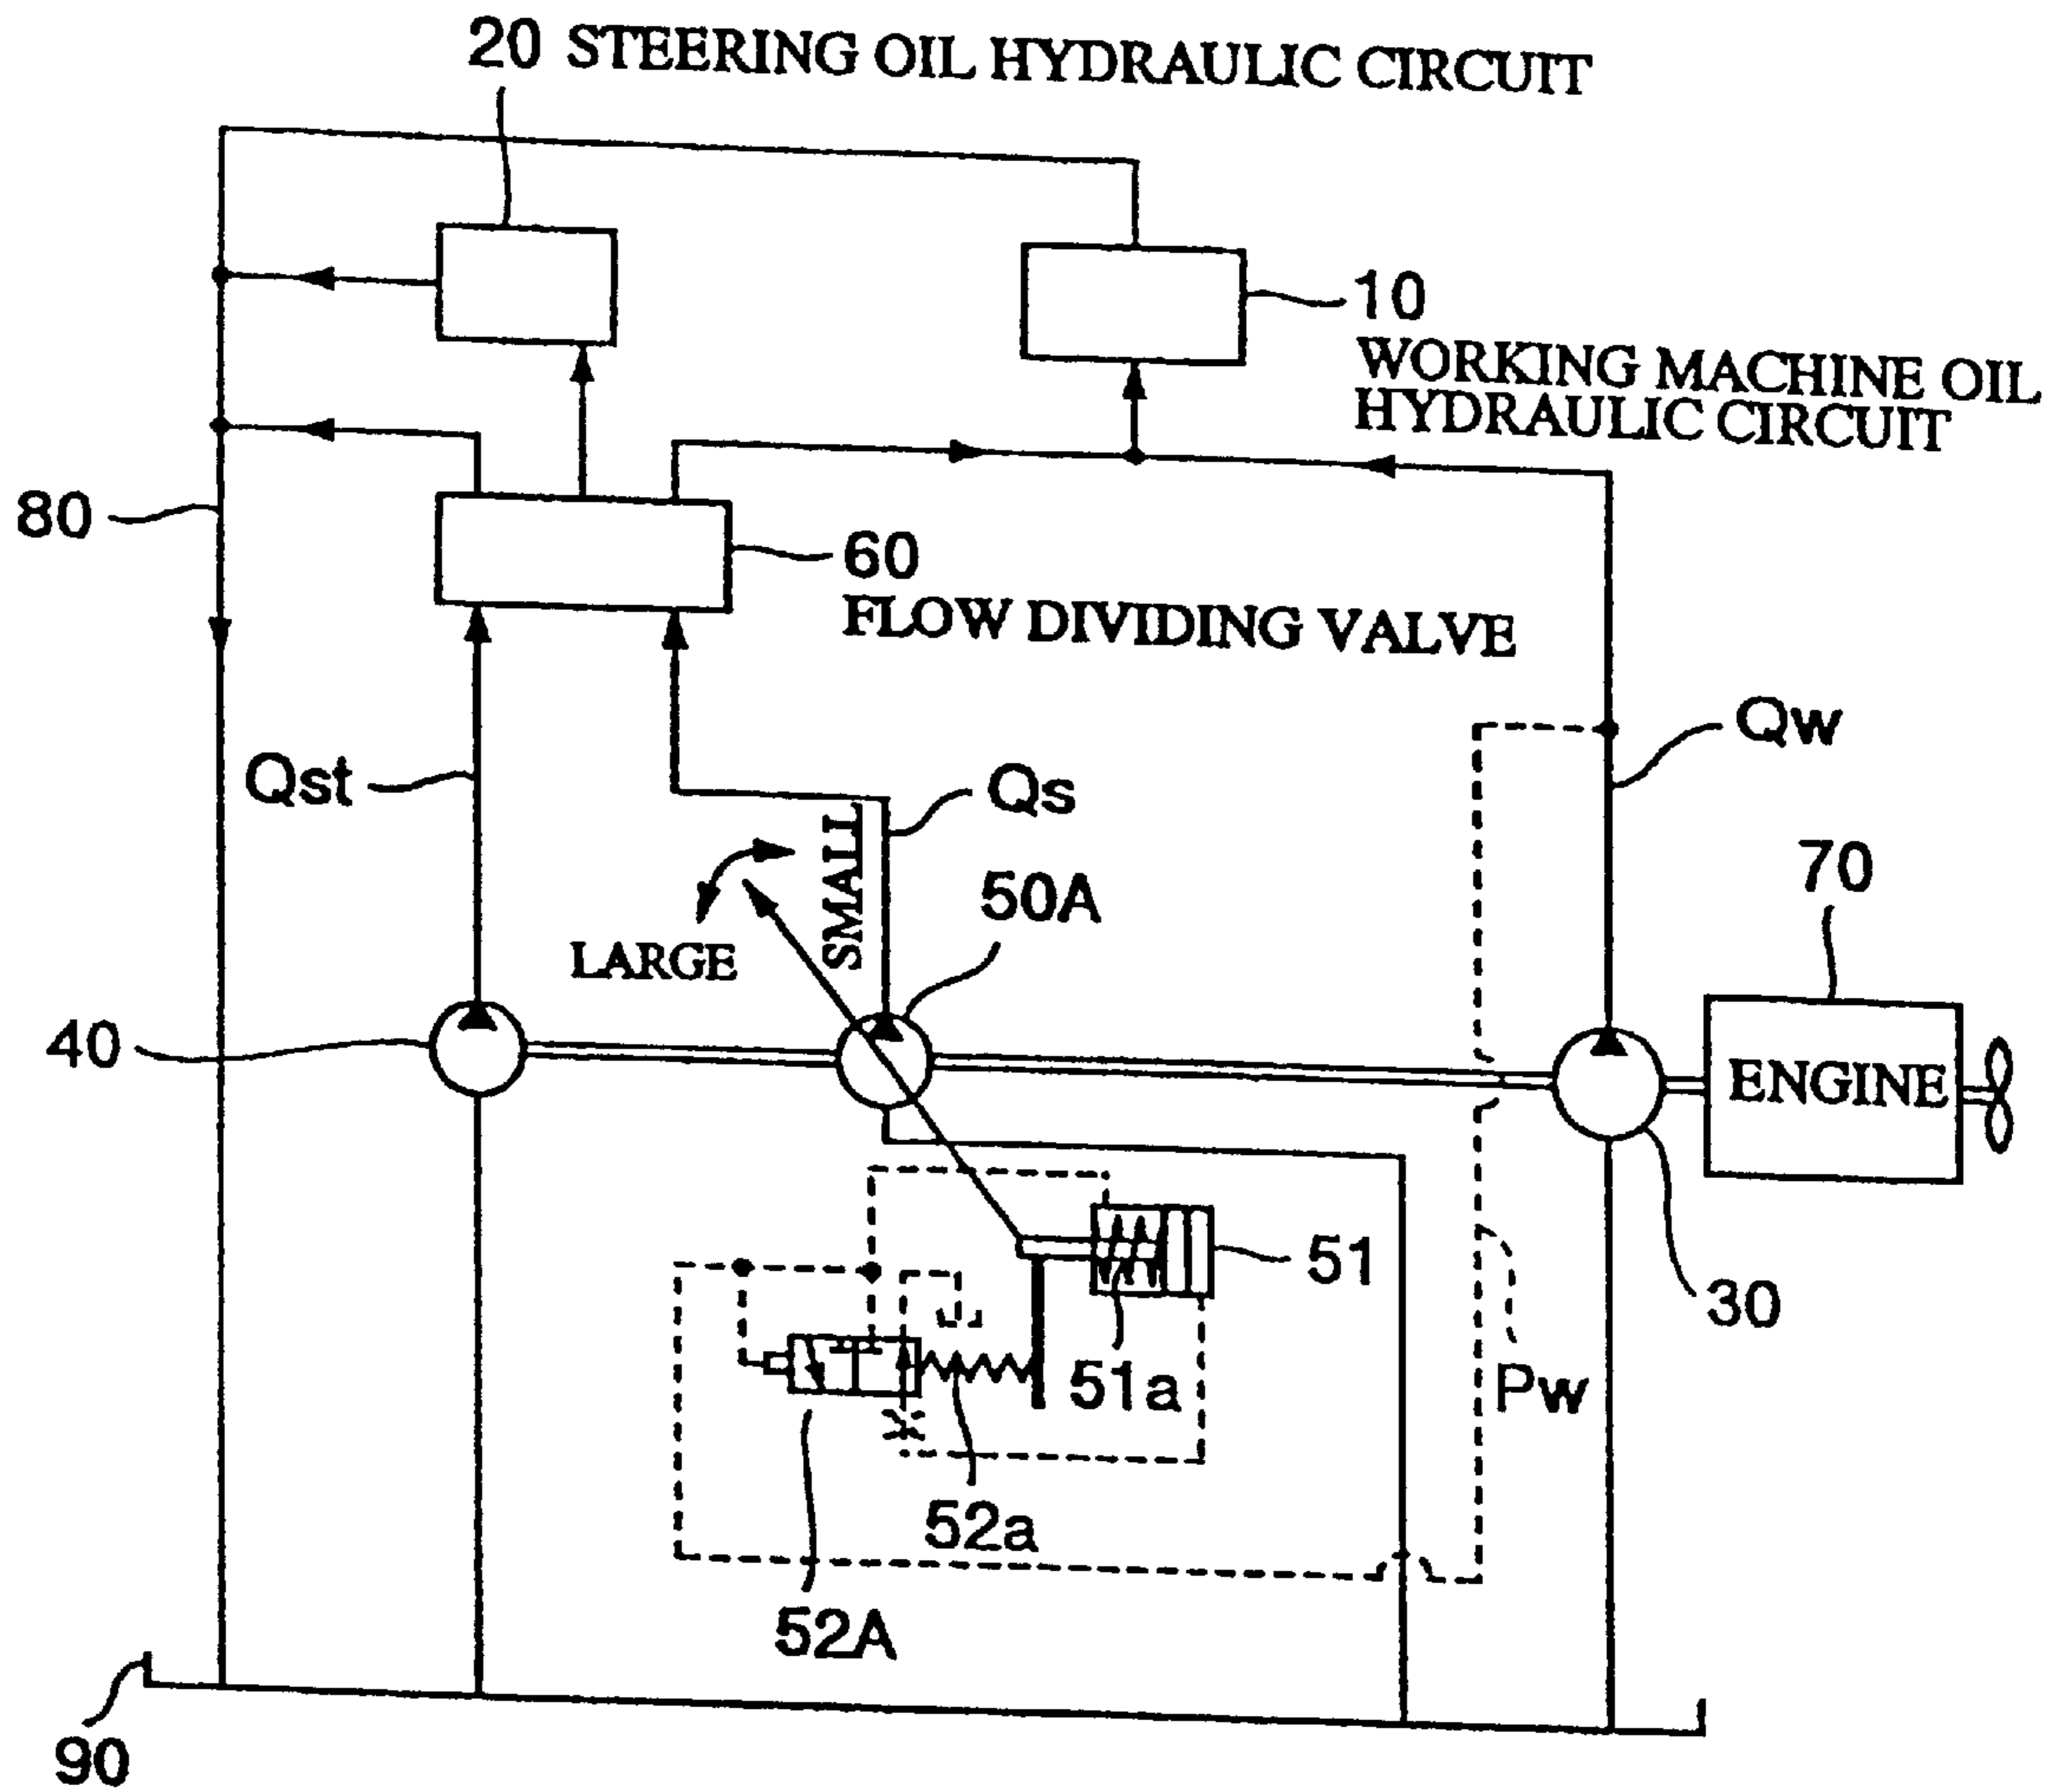 20 STEERING OIL HYDRAULIC CIRCUIT
10
WORKING MACHINE OIL
HYDRAULIC CIRCUIT
80
60
FLOW DIVIDING VALVE
Qst
Qs
Qw
SMALL
LARGE
50A
70
40
ENGINE
51
30
51a
Pw
52a
52A
90